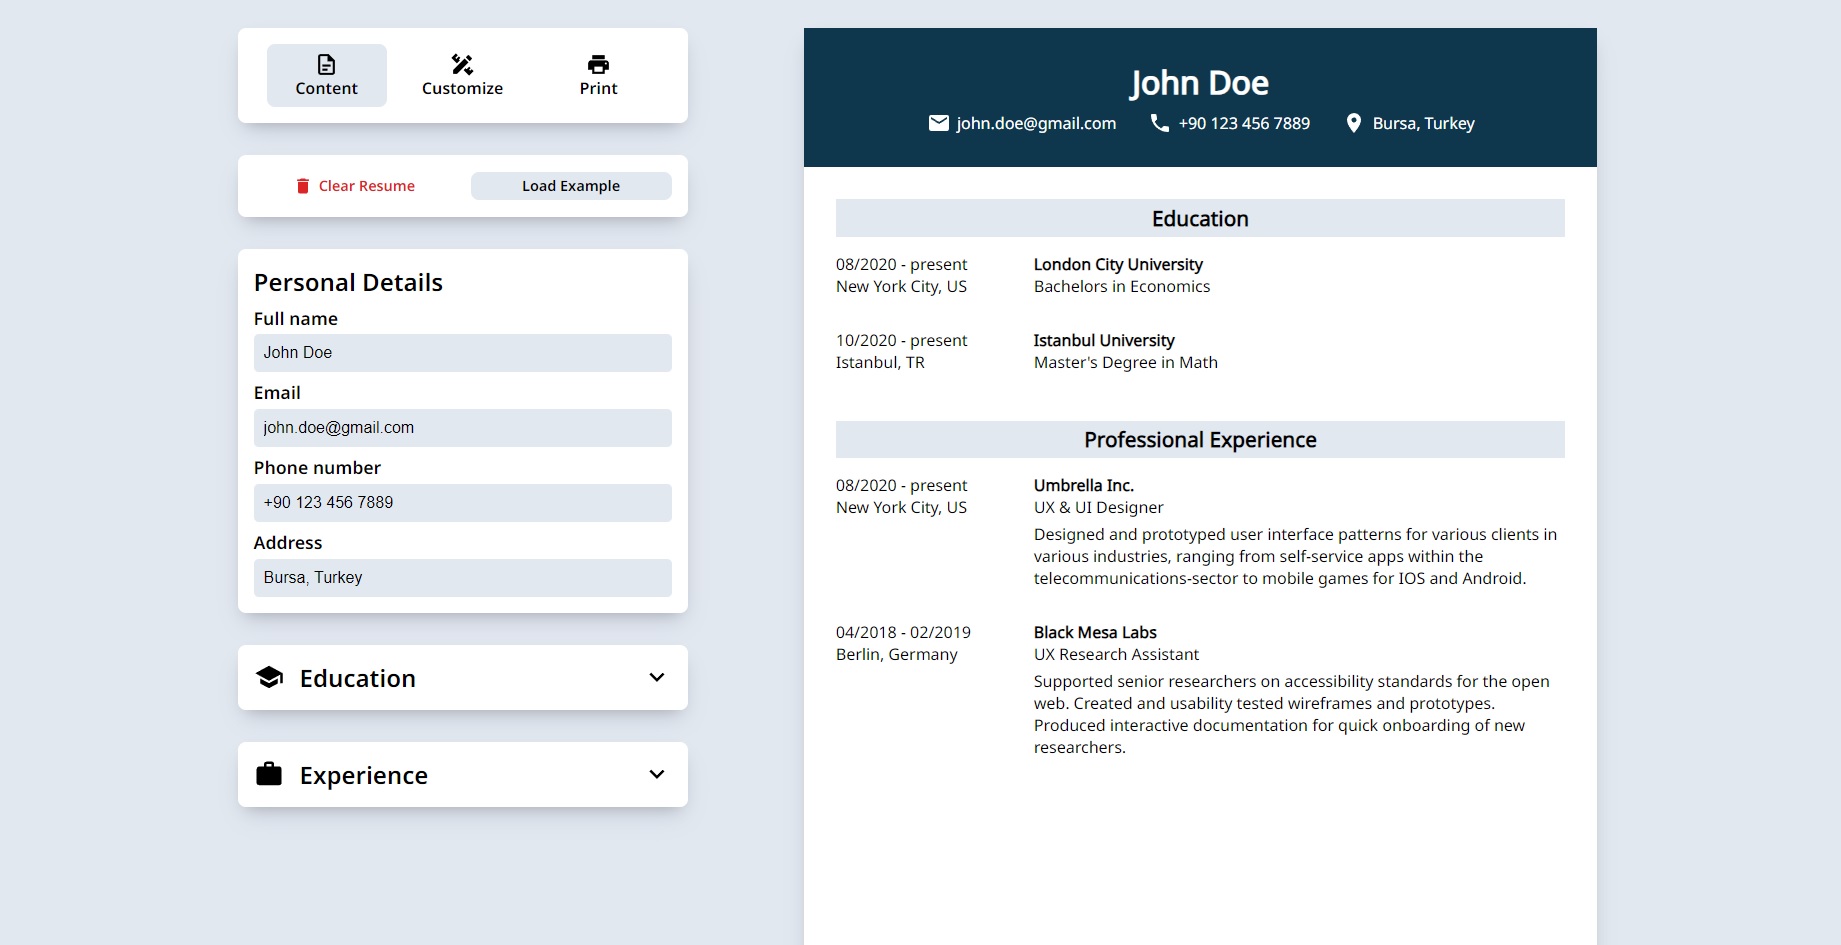 Content
Customize
Print
Clear Resume
Load Example
Personal Details
Full name
John Doe
Email
john.doe@gmail.com
Phone number
+90 123 456 7889
Address
Bursa, Turkey
Education
Experience
John Doe
john.doe@gmail.com +90 123 456 7889 Bursa, Turkey
Education
08/2020 - present London City University
New York City, US Bachelors in Economics
10/2020 - present Istanbul University
Istanbul, TR Master's Degree in Math
Professional Experience
08/2020 - present Umbrella Inc.
New York City, US UX & UI Designer
Designed and prototyped user interface patterns for various clients in
various industries, ranging from self-service apps within the
telecommunications-sector to mobile games for IOS and Android.
04/2018 - 02/2019 Black Mesa Labs
Berlin, Germany UX Research Assistant
Supported senior researchers on accessibility standards for the open
web. Created and usability tested wireframes and prototypes.
Produced interactive documentation for quick onboarding of new
researchers.